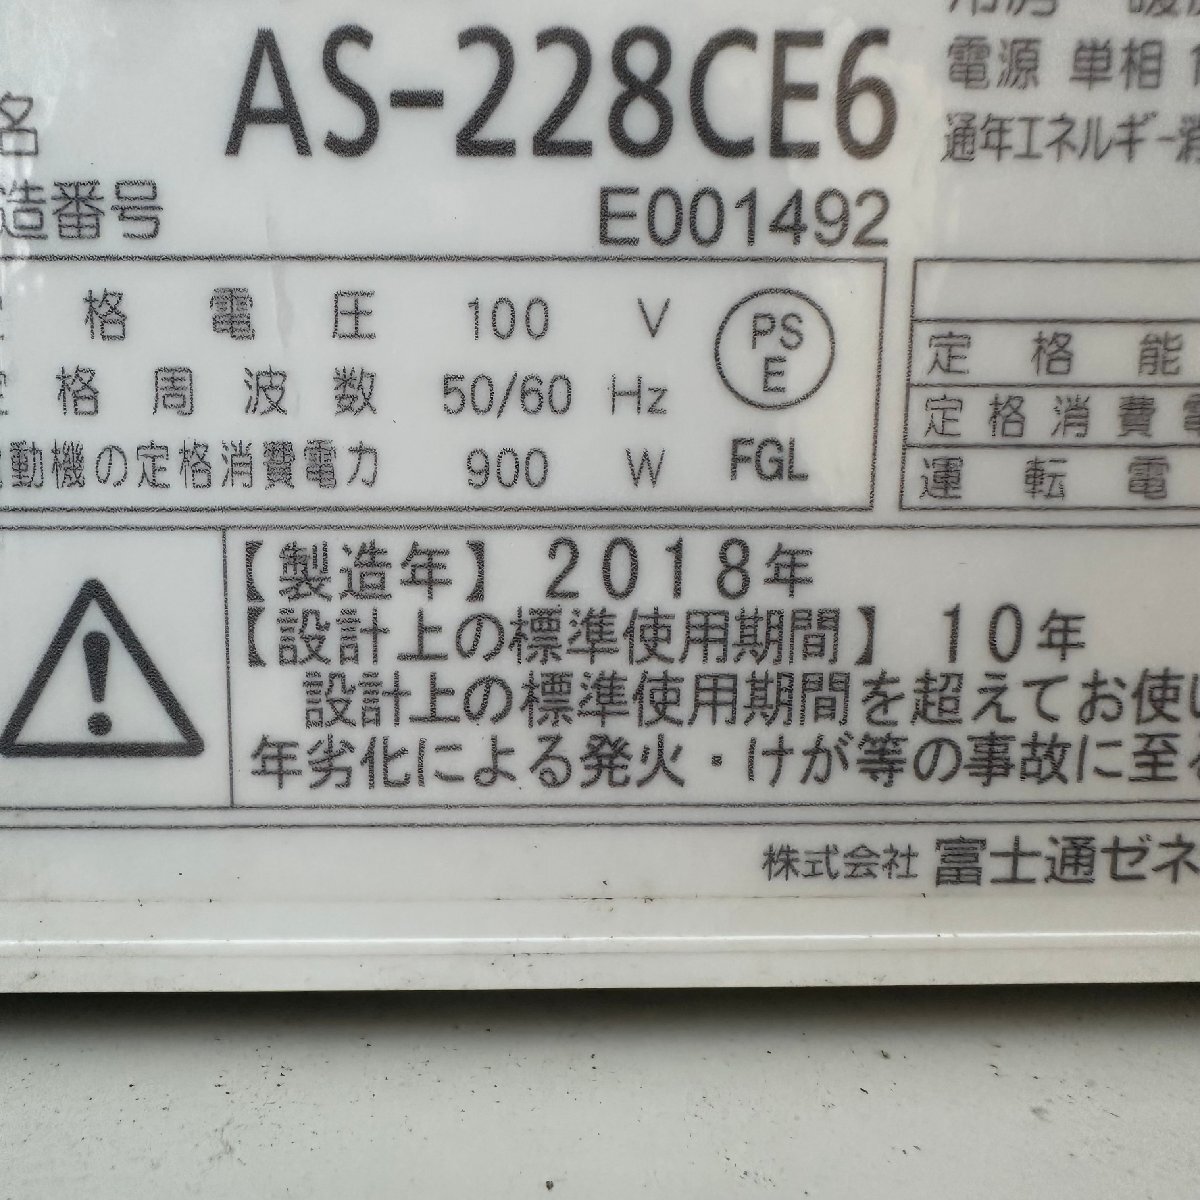 名 AS-228CE6
造番号 E001492
電源 単相
通年エネルギー消
格電圧 100 V
格周波数 50/60 Hz
動機の定格消費電力 900 W
PS
E
FGL
定格能
定格消費電
運転電
【製造年】2018年
【設計上の標準使用期間】10年
設計上の標準使用期間を超えてお使い
年劣化による発火・けが等の事故に至る
株式会社 富士通ゼネ